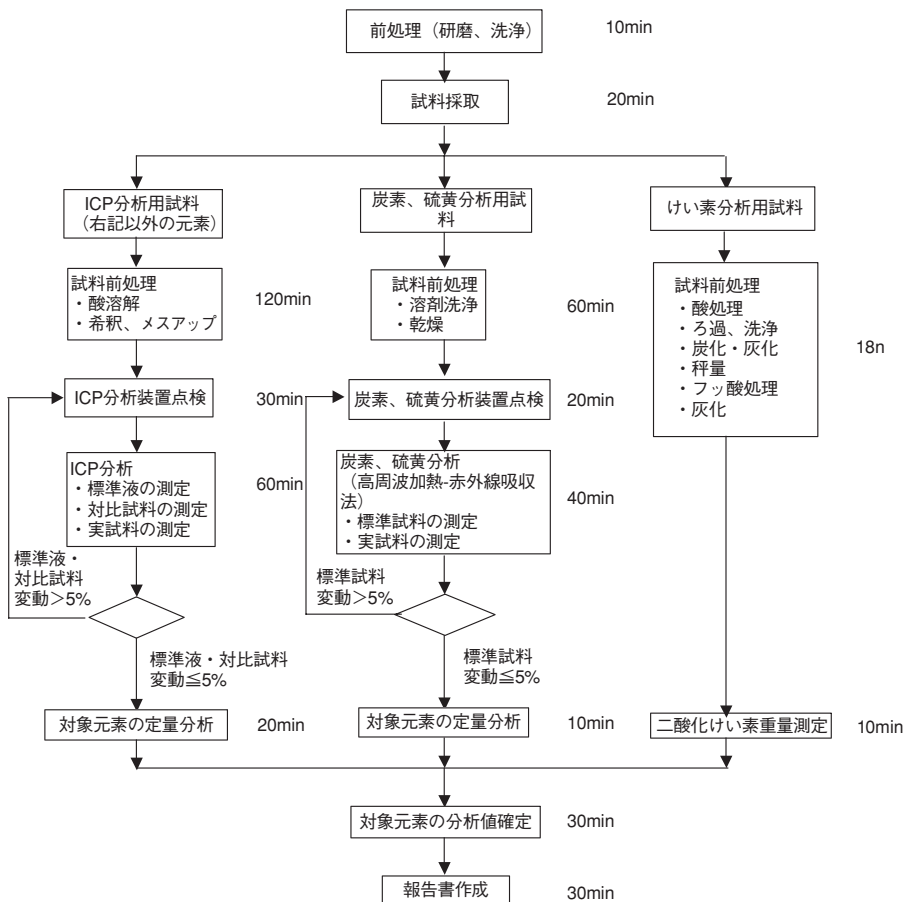 前処理（研磨、洗浄）
10min
試料採取
20min
ICP分析用試料
（右記以外の元素）
試料前処理
・酸溶解
・希釈、メスアップ
120min
ICP分析装置点検
30min
ICP分析
・標準液の測定
・対比試料の測定
・実試料の測定
60min
標準液・
対比試料
変動＞5%
標準液・対比試料
変動≦5%
対象元素の定量分析
20min
炭素、硫黄分析用試
料
試料前処理
・溶剤洗浄
・乾燥
60min
炭素、硫黄分析装置点検
20min
炭素、硫黄分析
（高周波加熱-赤外線吸収
法）
・標準試料の測定
・実試料の測定
40min
標準試料
変動＞5%
標準試料
変動≦5%
対象元素の定量分析
10min
けい素分析用試料
試料前処理
・酸処理
・ろ過、洗浄
・炭化・灰化
・秤量
・フッ酸処理
・灰化
18n
二酸化けい素重量測定
10min
対象元素の分析値確定
30min
報告書作成
30min